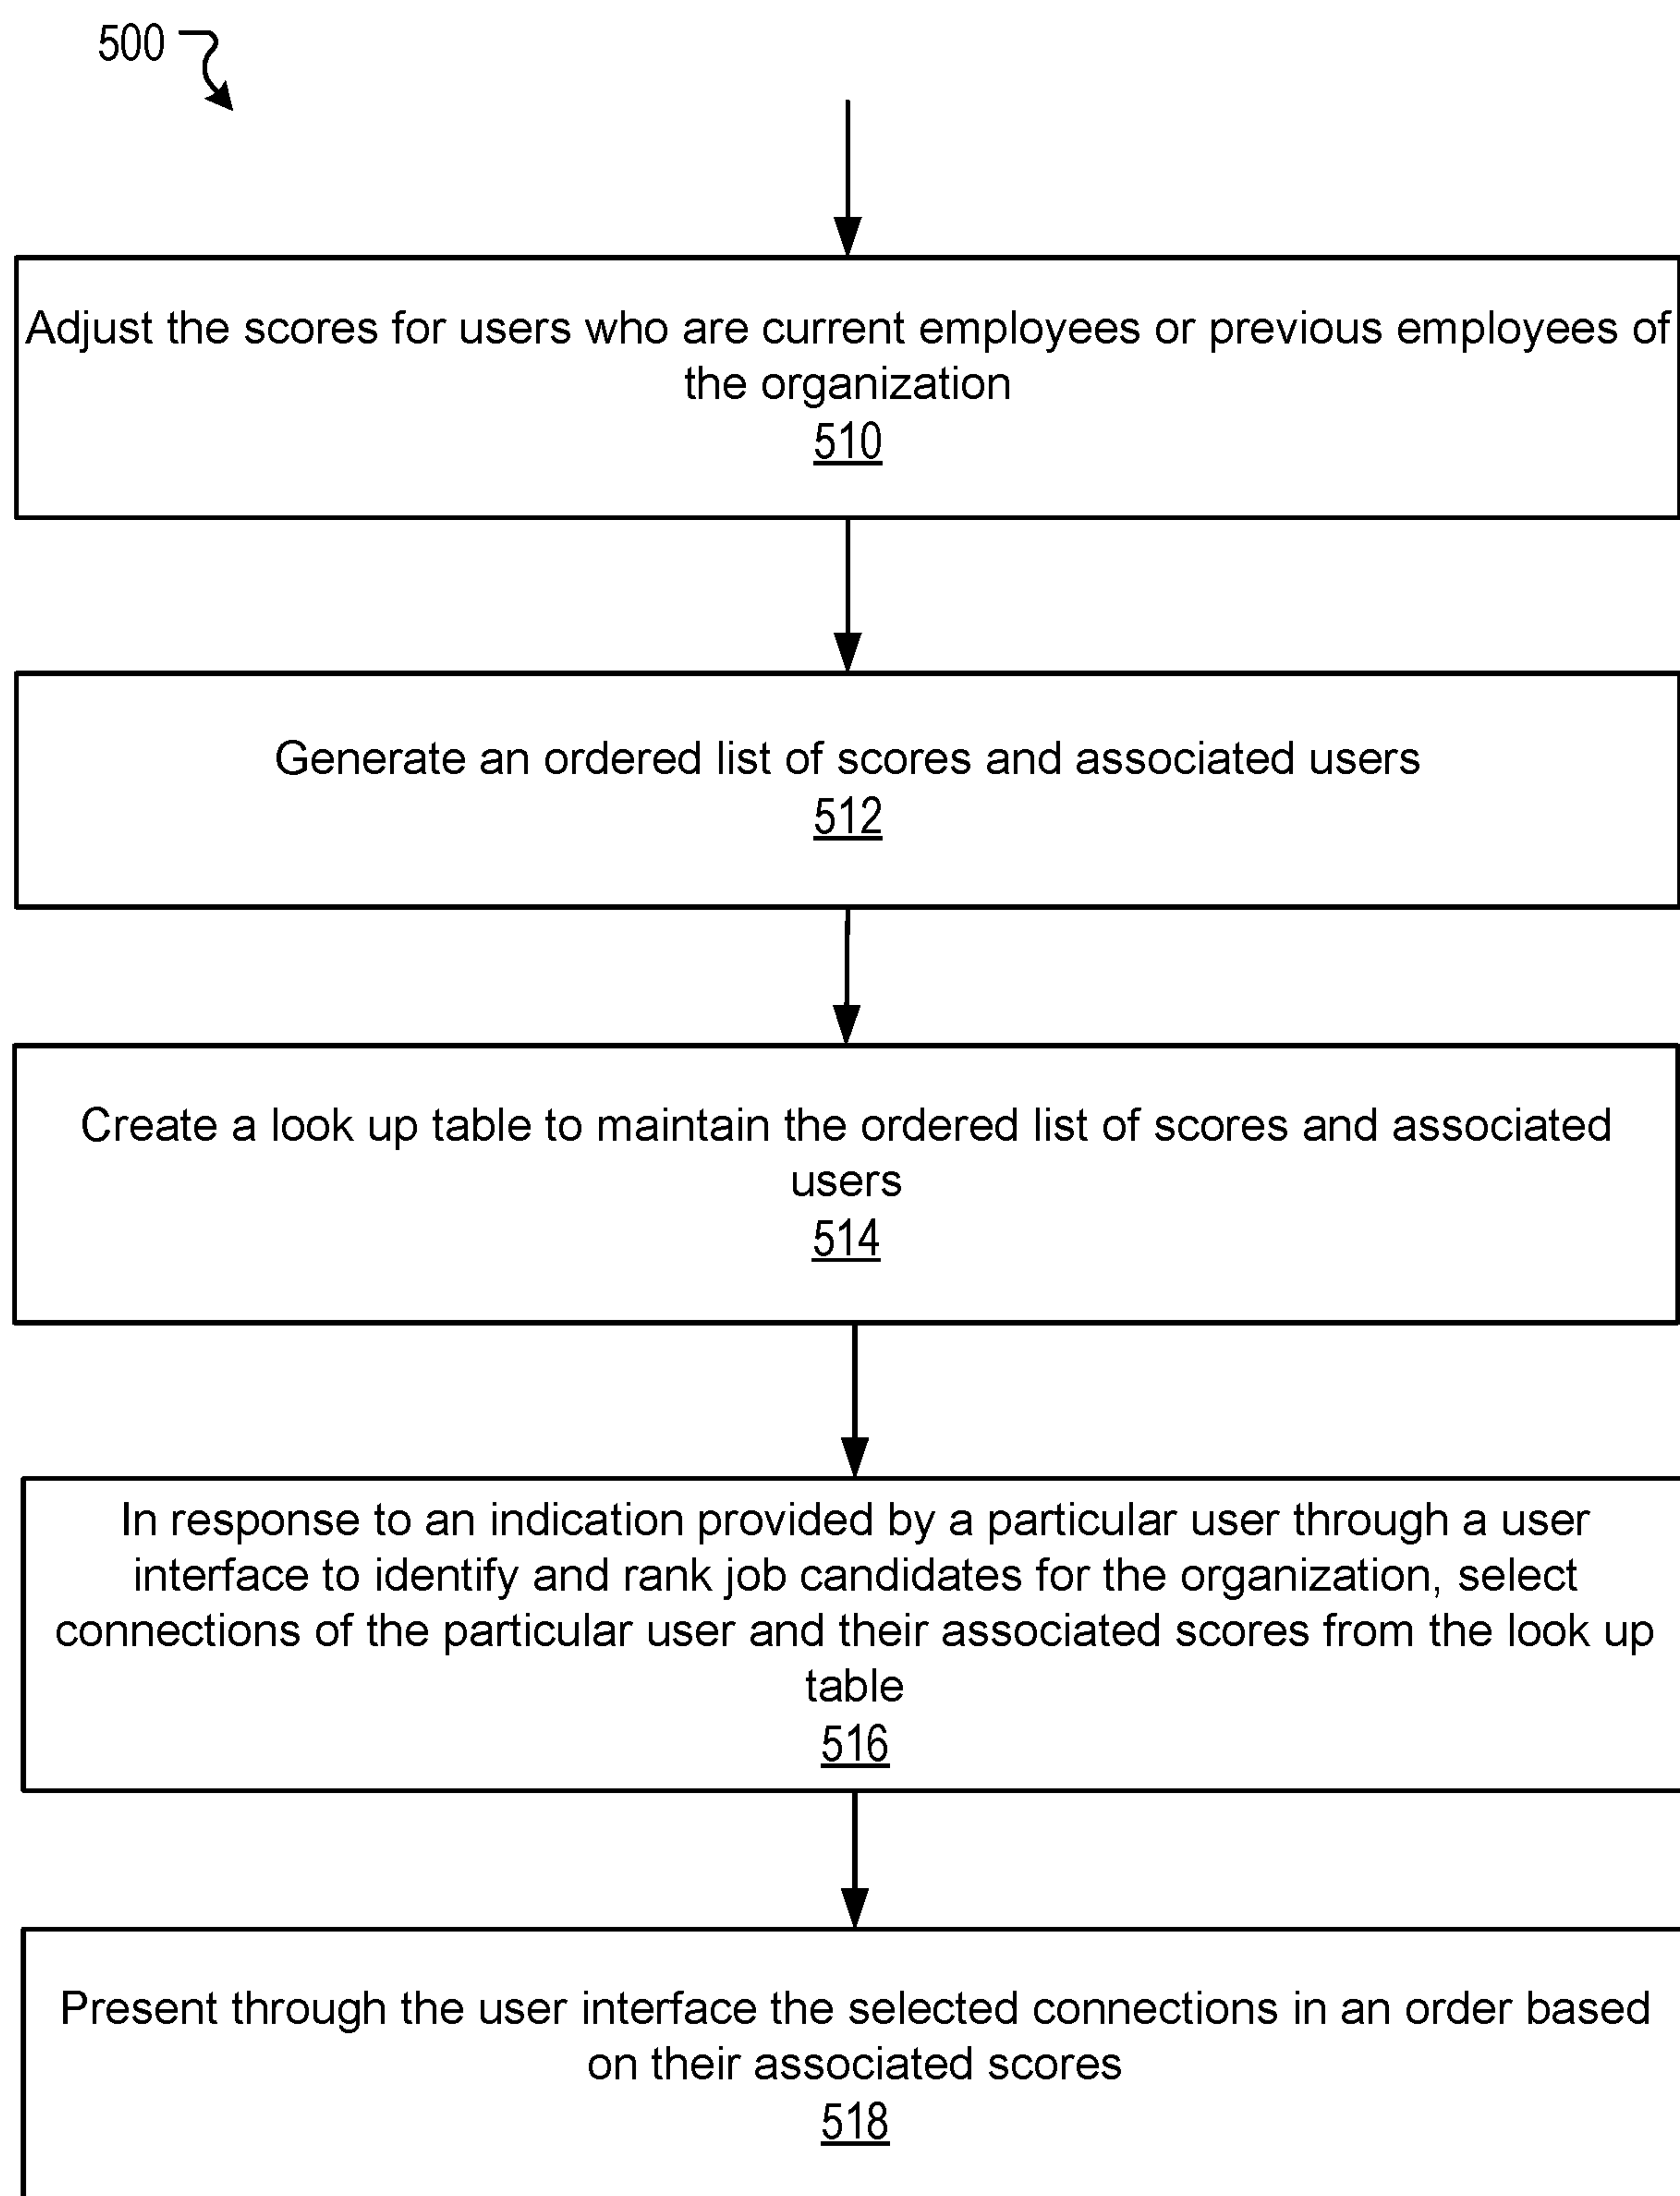 500
Adjust the scores for users who are current employees or previous employees of
the organization
510
Generate an ordered list of scores and associated users
512
Create a look up table to maintain the ordered list of scores and associated
users
514
In response to an indication provided by a particular user through a user
interface to identify and rank job candidates for the organization, select
connections of the particular user and their associated scores from the look up
table
516
Present through the user interface the selected connections in an order based
on their associated scores
518